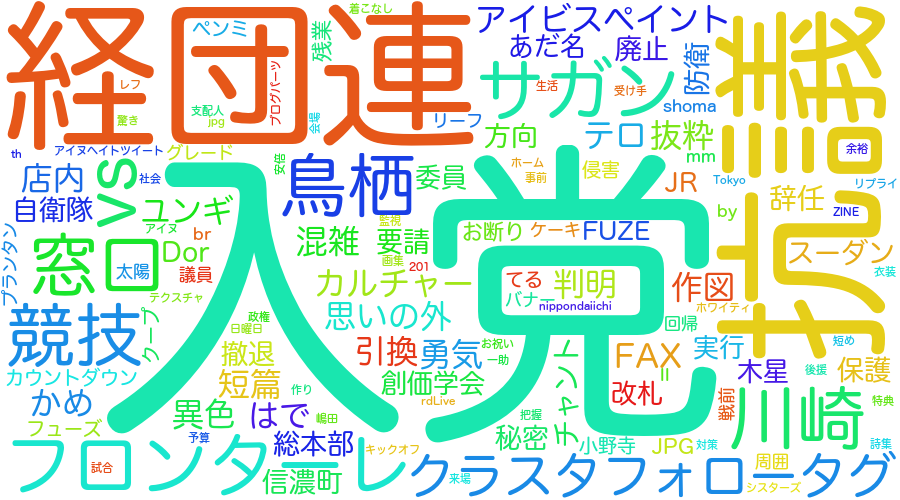 経団連
入党
抗議
アイビスペイント
あだ名
廃止
サガン
防衛
ペンミ
残業
着こなし
レフ
ブログパーツ
支配人
jpg
会場
リーフ
驚き
生活
受け手
shoma
方向
テロ
抜粋
mm
余裕
th
アイヌヘイトツイート
グレード
安倍
鳥栖
委員
ホーム
事前
侵害
JR
Tokyo
リプライ
店内
社会
vs
自衛隊
ユンギ
アイヌ
監視
by
辞任
ZINE
お断り
ケーキ
FUZE
混雑
要請
br
Dor
議員
画集
201
窓口
太陽
プランタン
スーダン
衣装
カルチャー
てる
バナー
判明
作図
nippondaiichi
ホワイティ
テクスチャ
競技
クープ
政権
日曜日
思いの外
回帰
短め
撤退
引換
勇気
お祝い
一助
チャント
FAX
実行
カウントダウン
短篇
作り
創価学会
改札
=
木星
後援
保護
かめ
異色
はで
嶋田
rdLive
把握
戦前
川崎
特典
フューズ
予算
総本部
キックオフ
秘密
小野寺
JPG
対策
詩集
フロンターレ
試合
信濃町
来場
クラスタフォロータグ
周囲
シスターズ